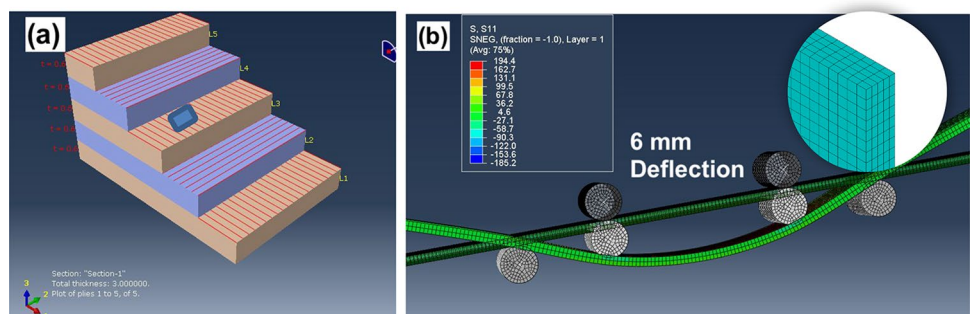 (a)
L5
L4
L3
L2
L1
Section: "Section-1"
Total thickness: 3.000000.
Plot of plies 1 to 5, of 5.
3
2
(b)
S, S11
SNEG, (fraction = -1.0), Layer = 1
(Avg: 75%)
194.4
162.7
131.1
99.5
67.8
36.2
4.6
-27.1
-58.7
-90.3
-122.0
-153.6
-185.2
6 mm
Deflection